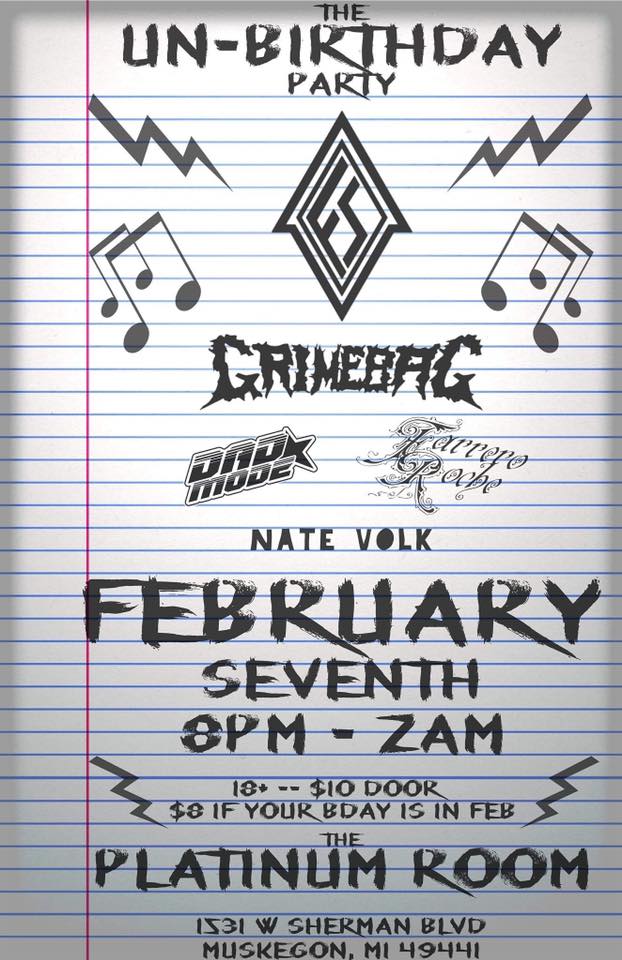 THE
UN-BIRTHDAY
PARTY
GRIMEBAG
DAD MODE
Farrero Roche
NATE VOLK
FEBRUARY
SEVENTH
8PM - 2AM
18+ -- $10 DOOR
$8 IF YOUR BDAY IS IN FEB
THE
PLATINUM ROOM
1531 W SHERMAN BLVD
MUSKEGON, MI 49441